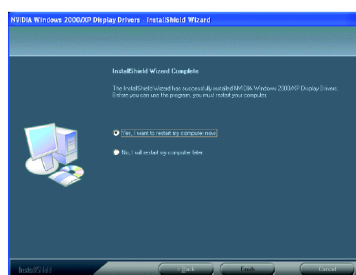 NVIDIA Windows 2000/XP Display Drivers - InstallShield Wizard
InstallShield Wizard Complete
The InstallShield Wizard has successfully installed NVIDIA Windows 2000/XP Display Drivers.
Before you can use the program, you must restart your computer.
Yes, I want to restart my computer now.
No, I will restart my computer later.
InstallShield
< Back
Finish
Cancel